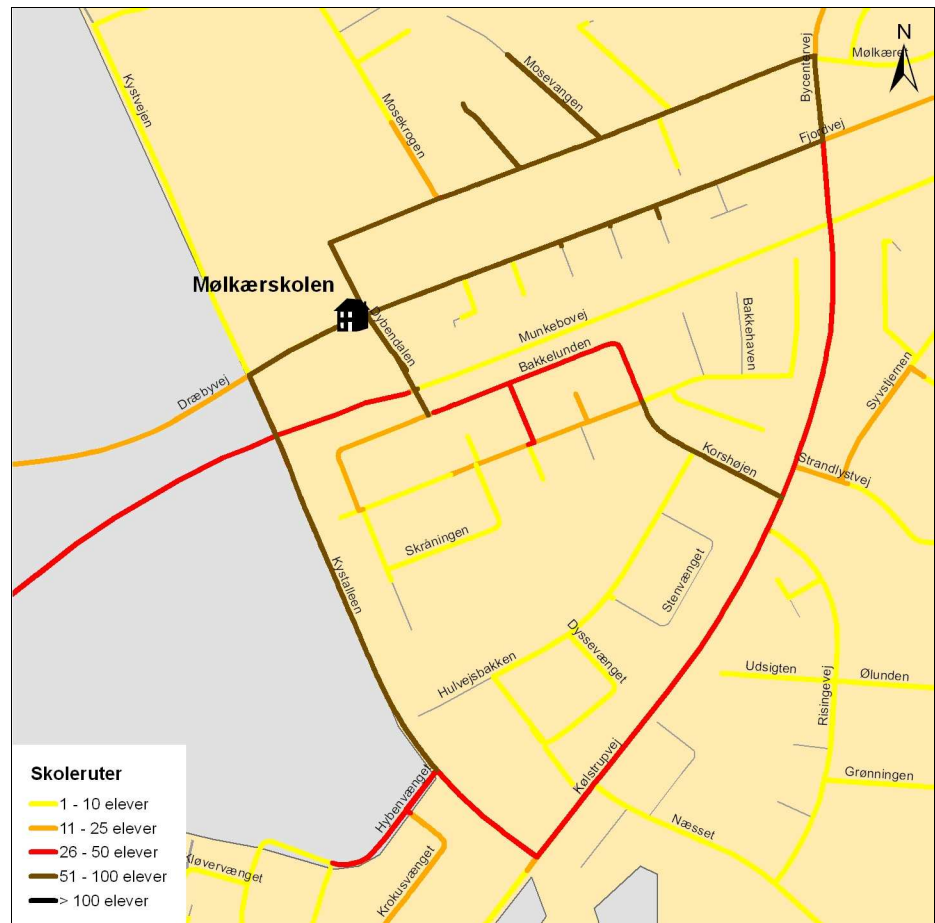 N
Mølkæret
Bycentervej
Mosevangen
Kystvejen
Mosekrogen
Fjordvej
Mølkærskolen
Munkebovej
Bakkehaven
Bakkelunden
Dræbyvej
Syvstjernen
Korshøjen
Strandlystvej
Skråningen
Kystalleen
Stenvænget
Dyssevænget
Hulvejsbakken
Udsigten
Ølunden
Risingevej
Kølstrupvej
Grønningen
Hybenvænget
Næsset
Kløvervænget
Krokusvænget
Skoleruter
1 - 10 elever
11 - 25 elever
26 - 50 elever
51 - 100 elever
> 100 elever